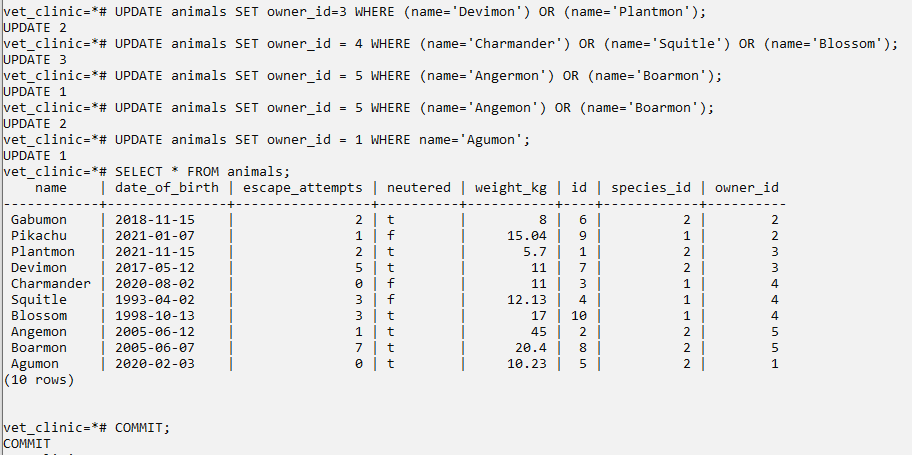 vet_clinic=*# UPDATE animals SET owner_id=3 WHERE (name='Devimon') OR (name='Plantmon');
UPDATE 2
vet_clinic=*# UPDATE animals SET owner_id = 4 WHERE (name='Charmander') OR (name='Squitle') OR (name='Blossom');
UPDATE 3
vet_clinic=*# UPDATE animals SET owner_id = 5 WHERE (name='Angermon') OR (name='Boarmon');
UPDATE 1
vet_clinic=*# UPDATE animals SET owner_id = 5 WHERE (name='Angemon') OR (name='Boarmon');
UPDATE 2
vet_clinic=*# UPDATE animals SET owner_id = 1 WHERE name='Agumon';
UPDATE 1
vet_clinic=*# SELECT * FROM animals;
    name    | date_of_birth | escape_attempts | neutered | weight_kg | id | species_id | owner_id
------------+---------------+-----------------+----------+-----------+----+------------+----------
 Gabumon    | 2018-11-15    |               2 | t        |         8 |  6 |          2 |        2
 Pikachu    | 2021-01-07    |               1 | f        |     15.04 |  9 |          1 |        2
 Plantmon   | 2021-11-15    |               2 | t        |       5.7 |  1 |          2 |        3
 Devimon    | 2017-05-12    |               5 | t        |        11 |  7 |          2 |        3
 Charmander | 2020-08-02    |               0 | f        |        11 |  3 |          1 |        4
 Squitle    | 1993-04-02    |               3 | f        |     12.13 |  4 |          1 |        4
 Blossom    | 1998-10-13    |               3 | t        |        17 | 10 |          1 |        4
 Angemon    | 2005-06-12    |               1 | t        |        45 |  2 |          2 |        5
 Boarmon    | 2005-06-07    |               7 | t        |      20.4 |  8 |          2 |        5
 Agumon     | 2020-02-03    |               0 | t        |     10.23 |  5 |          2 |        1
(10 rows)
vet_clinic=*# COMMIT;
COMMIT